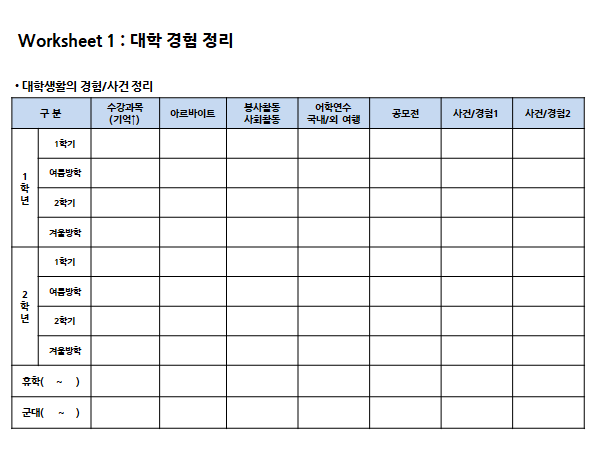 Worksheet 1 : 대학 경험 정리
• 대학생활의 경험/사건 정리
구 분
수강과목
(기억↑)
아르바이트
봉사활동
사회활동
어학연수
국내/외 여행
공모전
사건/경험1
사건/경험2
1
학
년
1학기
여름방학
2학기
겨울방학
2
학
년
1학기
여름방학
2학기
겨울방학
휴학( ~ )
군대( ~ )